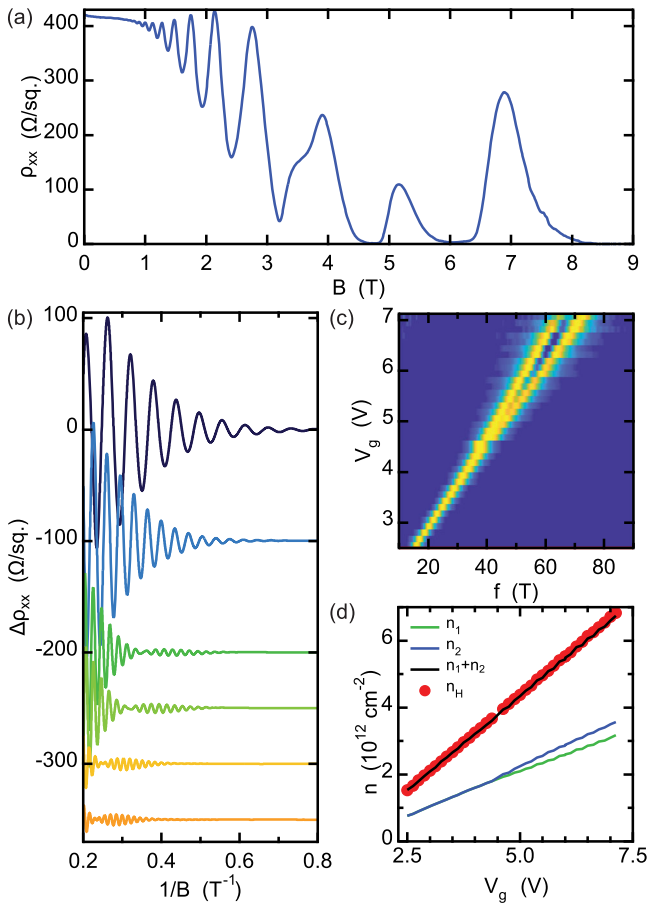 (a)
400
300
200
100
0
ρxx (Ω/sq.)
0 1 2 3 4 5 6 7 8 9
B (T)
(b)
100
0
-100
-200
-300
Δρxx (Ω/sq.)
0.2 0.4 0.6 0.8
1/B (T⁻¹)
(c)
7
6
5
4
3
Vg (V)
20 40 60 80
f (T)
(d)
n₁
n₂
n₁+n₂
nH
6
4
2
0
n (10¹² cm⁻²)
2.5 5.0 7.5
Vg (V)